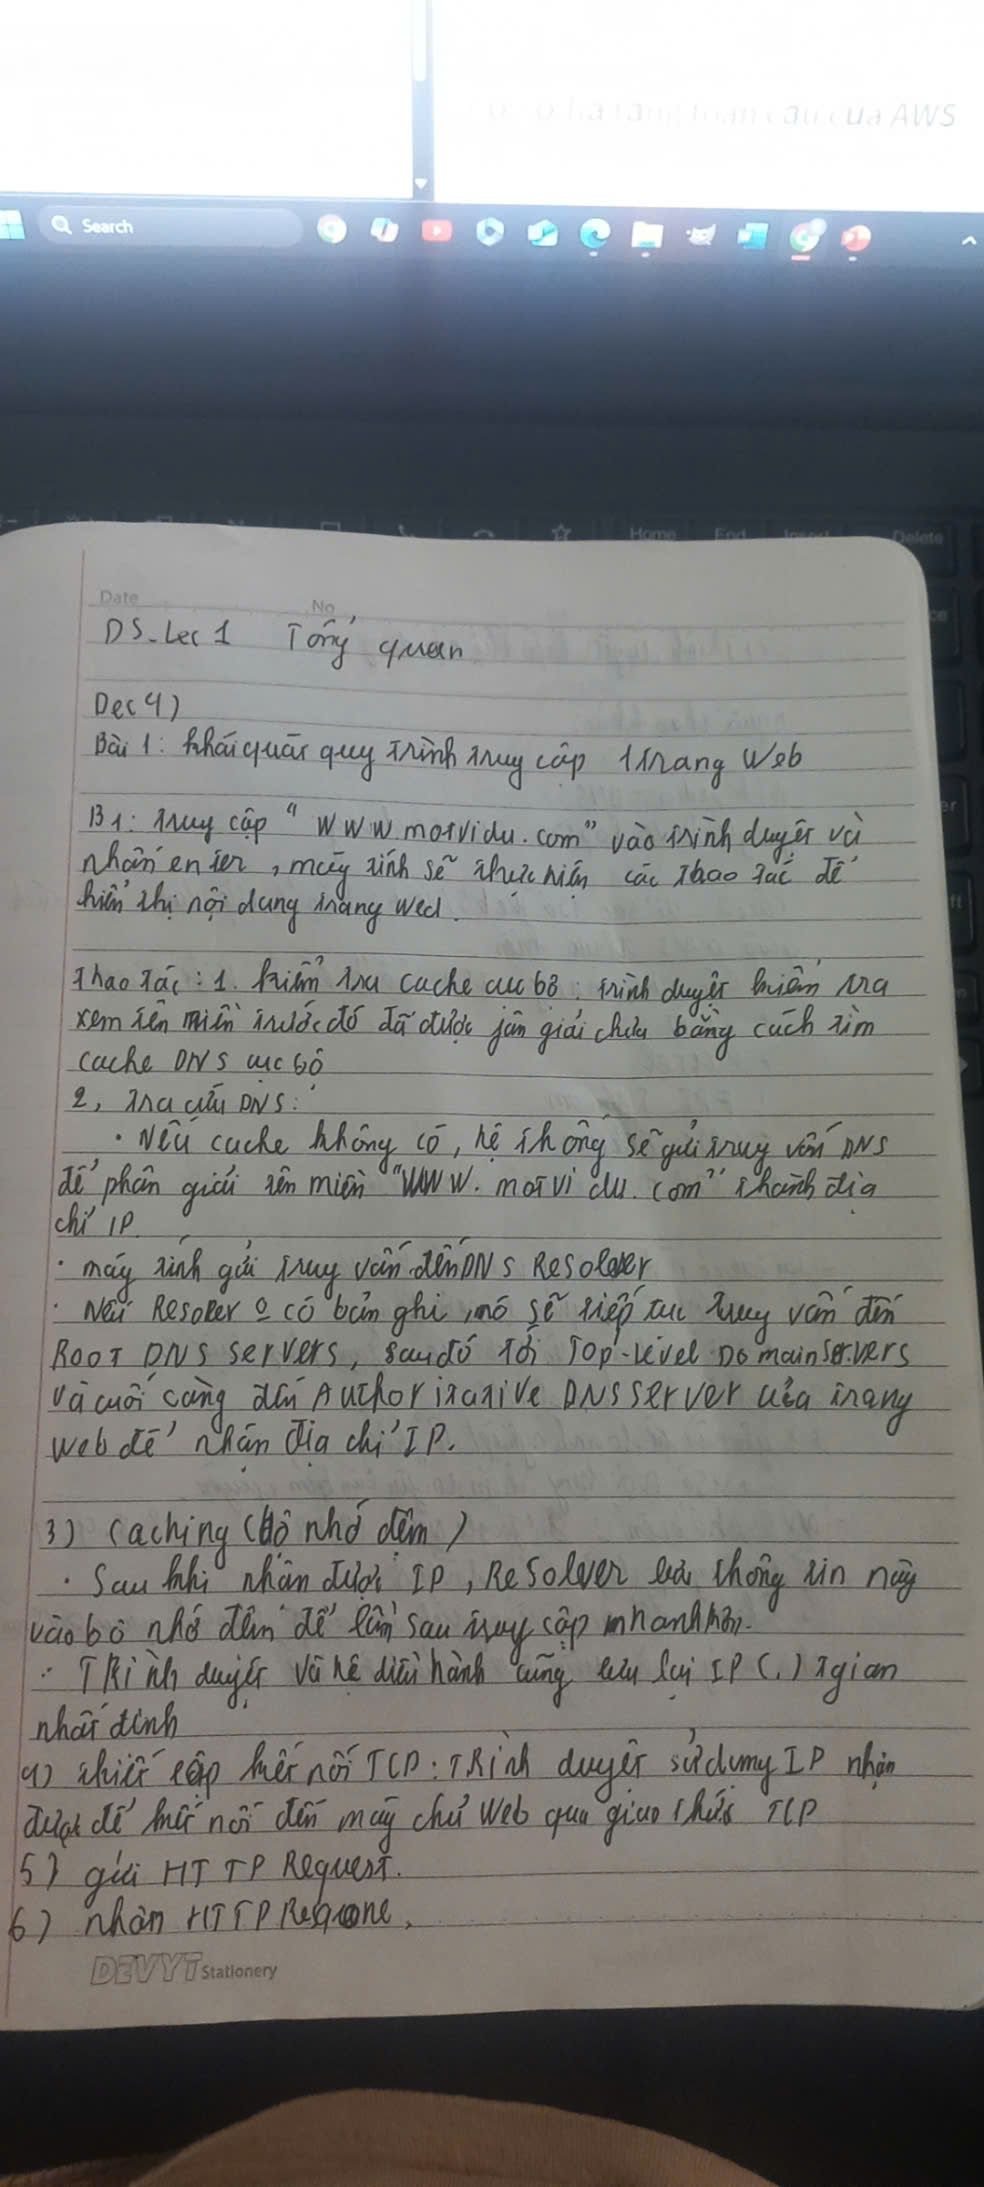 của AWS
Search
Home End Insert Delete
Date No
DS-Lec 1 Tổng quan
Dec 4)
Bài 1: khái quát quy trình truy cập 1 trang Web
B1: truy cập "www.motvidu.com" vào trình duyệt và
nhấn enter, máy tính sẽ thực hiện các thao tác để
hiển thị nội dung trang wed.
Thao tác: 1. kiểm tra cache cục bộ: trình duyệt kiểm tra
xem tên miền trước đó đã được giải chưa bằng cách tìm
cache DNS cục bộ
2, tra cứu DNS:
• Nếu cache không có, hệ thống sẽ gửi truy vấn DNS
để phân giải tên miền "www.motvidu.com" thành địa
chỉ IP.
• máy tính gửi truy vấn đến DNS Resolver
• Nếu Resolver o có bản ghi, nó sẽ tiếp tục truy vấn đến
Root DNS servers, sau đó tới Top-Level Domain servers
và cuối cùng đến Authoritative DNS server của trang
web để nhận địa chỉ IP.
3) Caching (bộ nhớ đệm)
• Sau khi nhận được IP, Resolver lưu thông tin này
vào bộ nhớ đệm để lần sau truy cập nhanh hơn.
• Trình duyệt và hệ điều hành cũng lưu lại IP (.) tgian
nhất định
4) thiết lập kết nối TCP: Trình duyệt sử dụng IP nhận
được để kết nối đến máy chủ Web qua giao thức TCP
5) gửi HTTP Request.
6) nhận HTTP
DEVYT Stationery